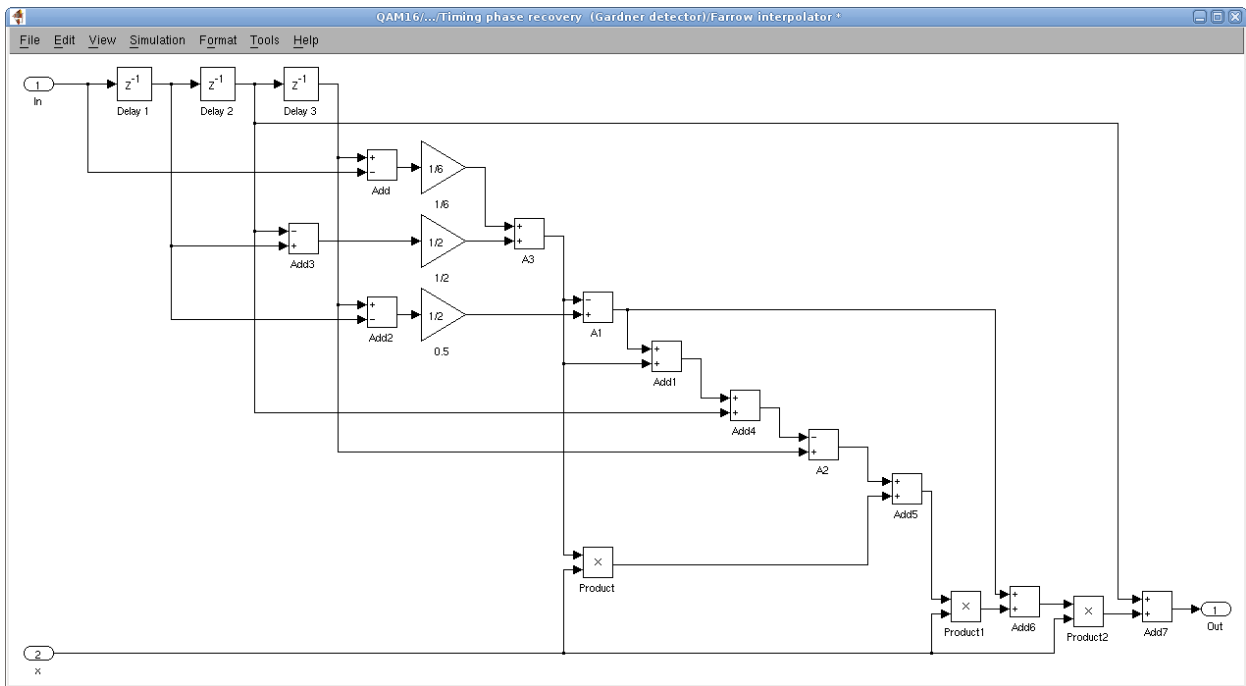 QAM16/.../Timing phase recovery (Gardner detector)/Farrow interpolator *
File Edit View Simulation Format Tools Help
1
In
z-1
Delay 1
z-1
Delay 2
z-1
Delay 3
+
−
Add
1/6
1/6
−
+
Add3
1/2
1/2
+
+
A3
+
−
Add2
1/2
0.5
−
+
A1
+
+
Add1
+
+
Add4
−
+
A2
+
+
Add5
×
Product
×
Product1
+
+
Add6
×
Product2
+
+
Add7
1
Out
2
x